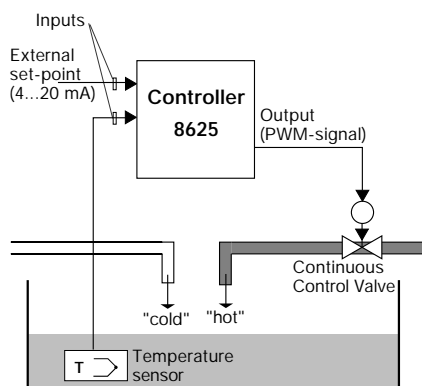 Inputs
External
set-point
(4...20 mA)
Controller
8625
Output
(PWM-signal)
Continuous
Control Valve
"cold"
"hot"
T
Temperature
sensor